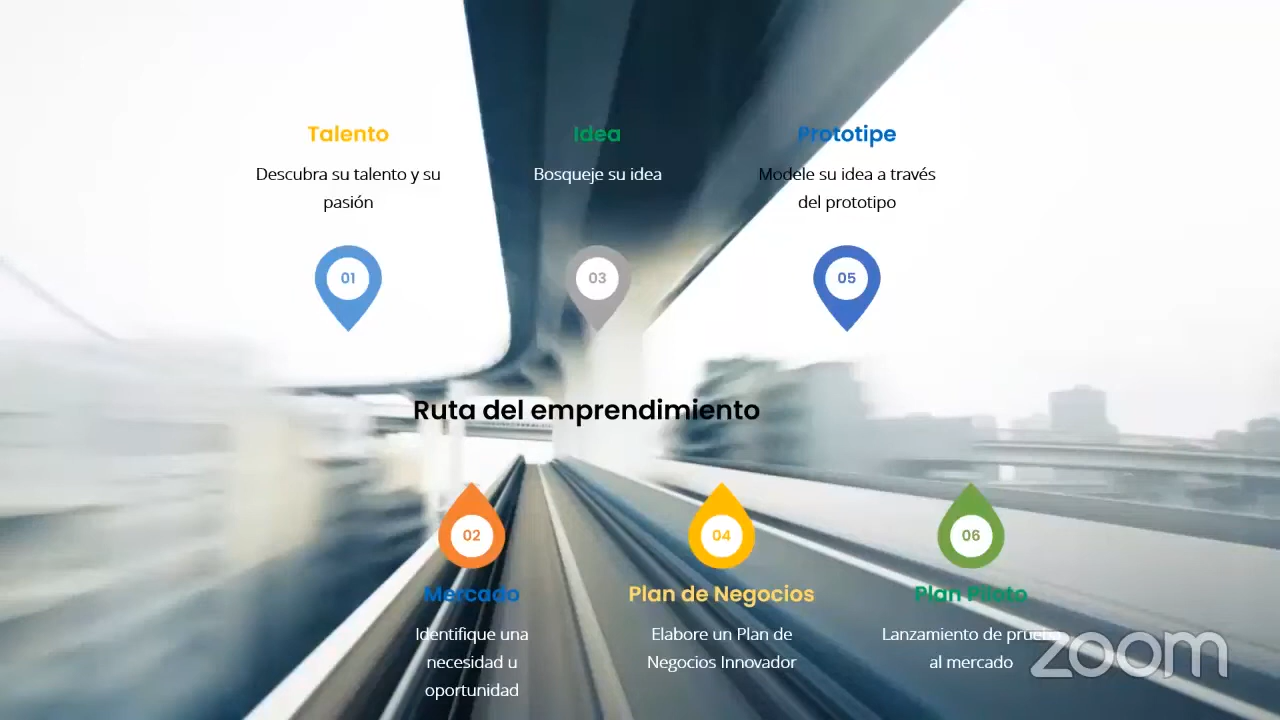 Talento
Descubra su talento y su
pasión
01
Idea
Bosqueje su idea
03
Prototipe
Modele su idea a través
del prototipo
05
Ruta del emprendimiento
02
Mercado
Identifique una
necesidad u
oportunidad
04
Plan de Negocios
Elabore un Plan de
Negocios Innovador
06
Plan Piloto
Lanzamiento de prueba
al mercado
zoom